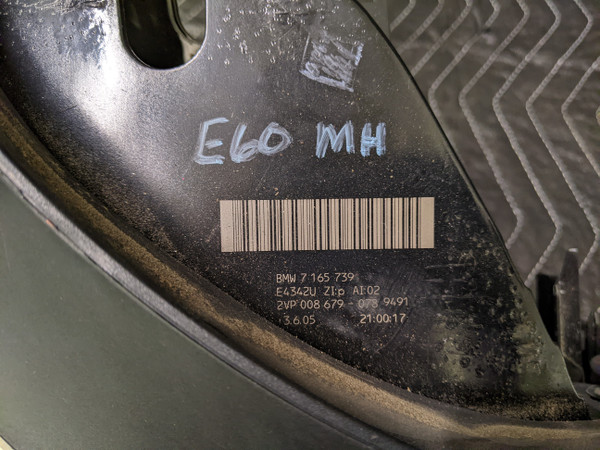 E60 MH
BMW 7 165 739
E4342U ZI:p AI:02
2VP 008 679 - 078 9491
3.6.05 21:00:17